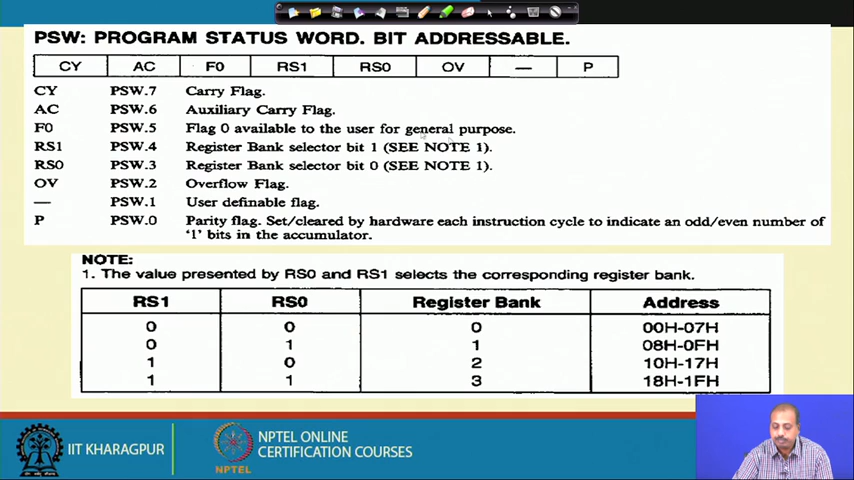 PSW: PROGRAM STATUS WORD. BIT ADDRESSABLE.
CY AC F0 RS1 RS0 OV — P
CY PSW.7 Carry Flag.
AC PSW.6 Auxiliary Carry Flag.
F0 PSW.5 Flag 0 available to the user for general purpose.
RS1 PSW.4 Register Bank selector bit 1 (SEE NOTE 1).
RS0 PSW.3 Register Bank selector bit 0 (SEE NOTE 1).
OV PSW.2 Overflow Flag.
— PSW.1 User definable flag.
P PSW.0 Parity flag. Set/cleared by hardware each instruction cycle to indicate an odd/even number of
‘1’ bits in the accumulator.
NOTE:
1. The value presented by RS0 and RS1 selects the corresponding register bank.
RS1 RS0 Register Bank Address
0 0 0 00H-07H
0 1 1 08H-0FH
1 0 2 10H-17H
1 1 3 18H-1FH
IIT KHARAGPUR
NPTEL
NPTEL ONLINE
CERTIFICATION COURSES